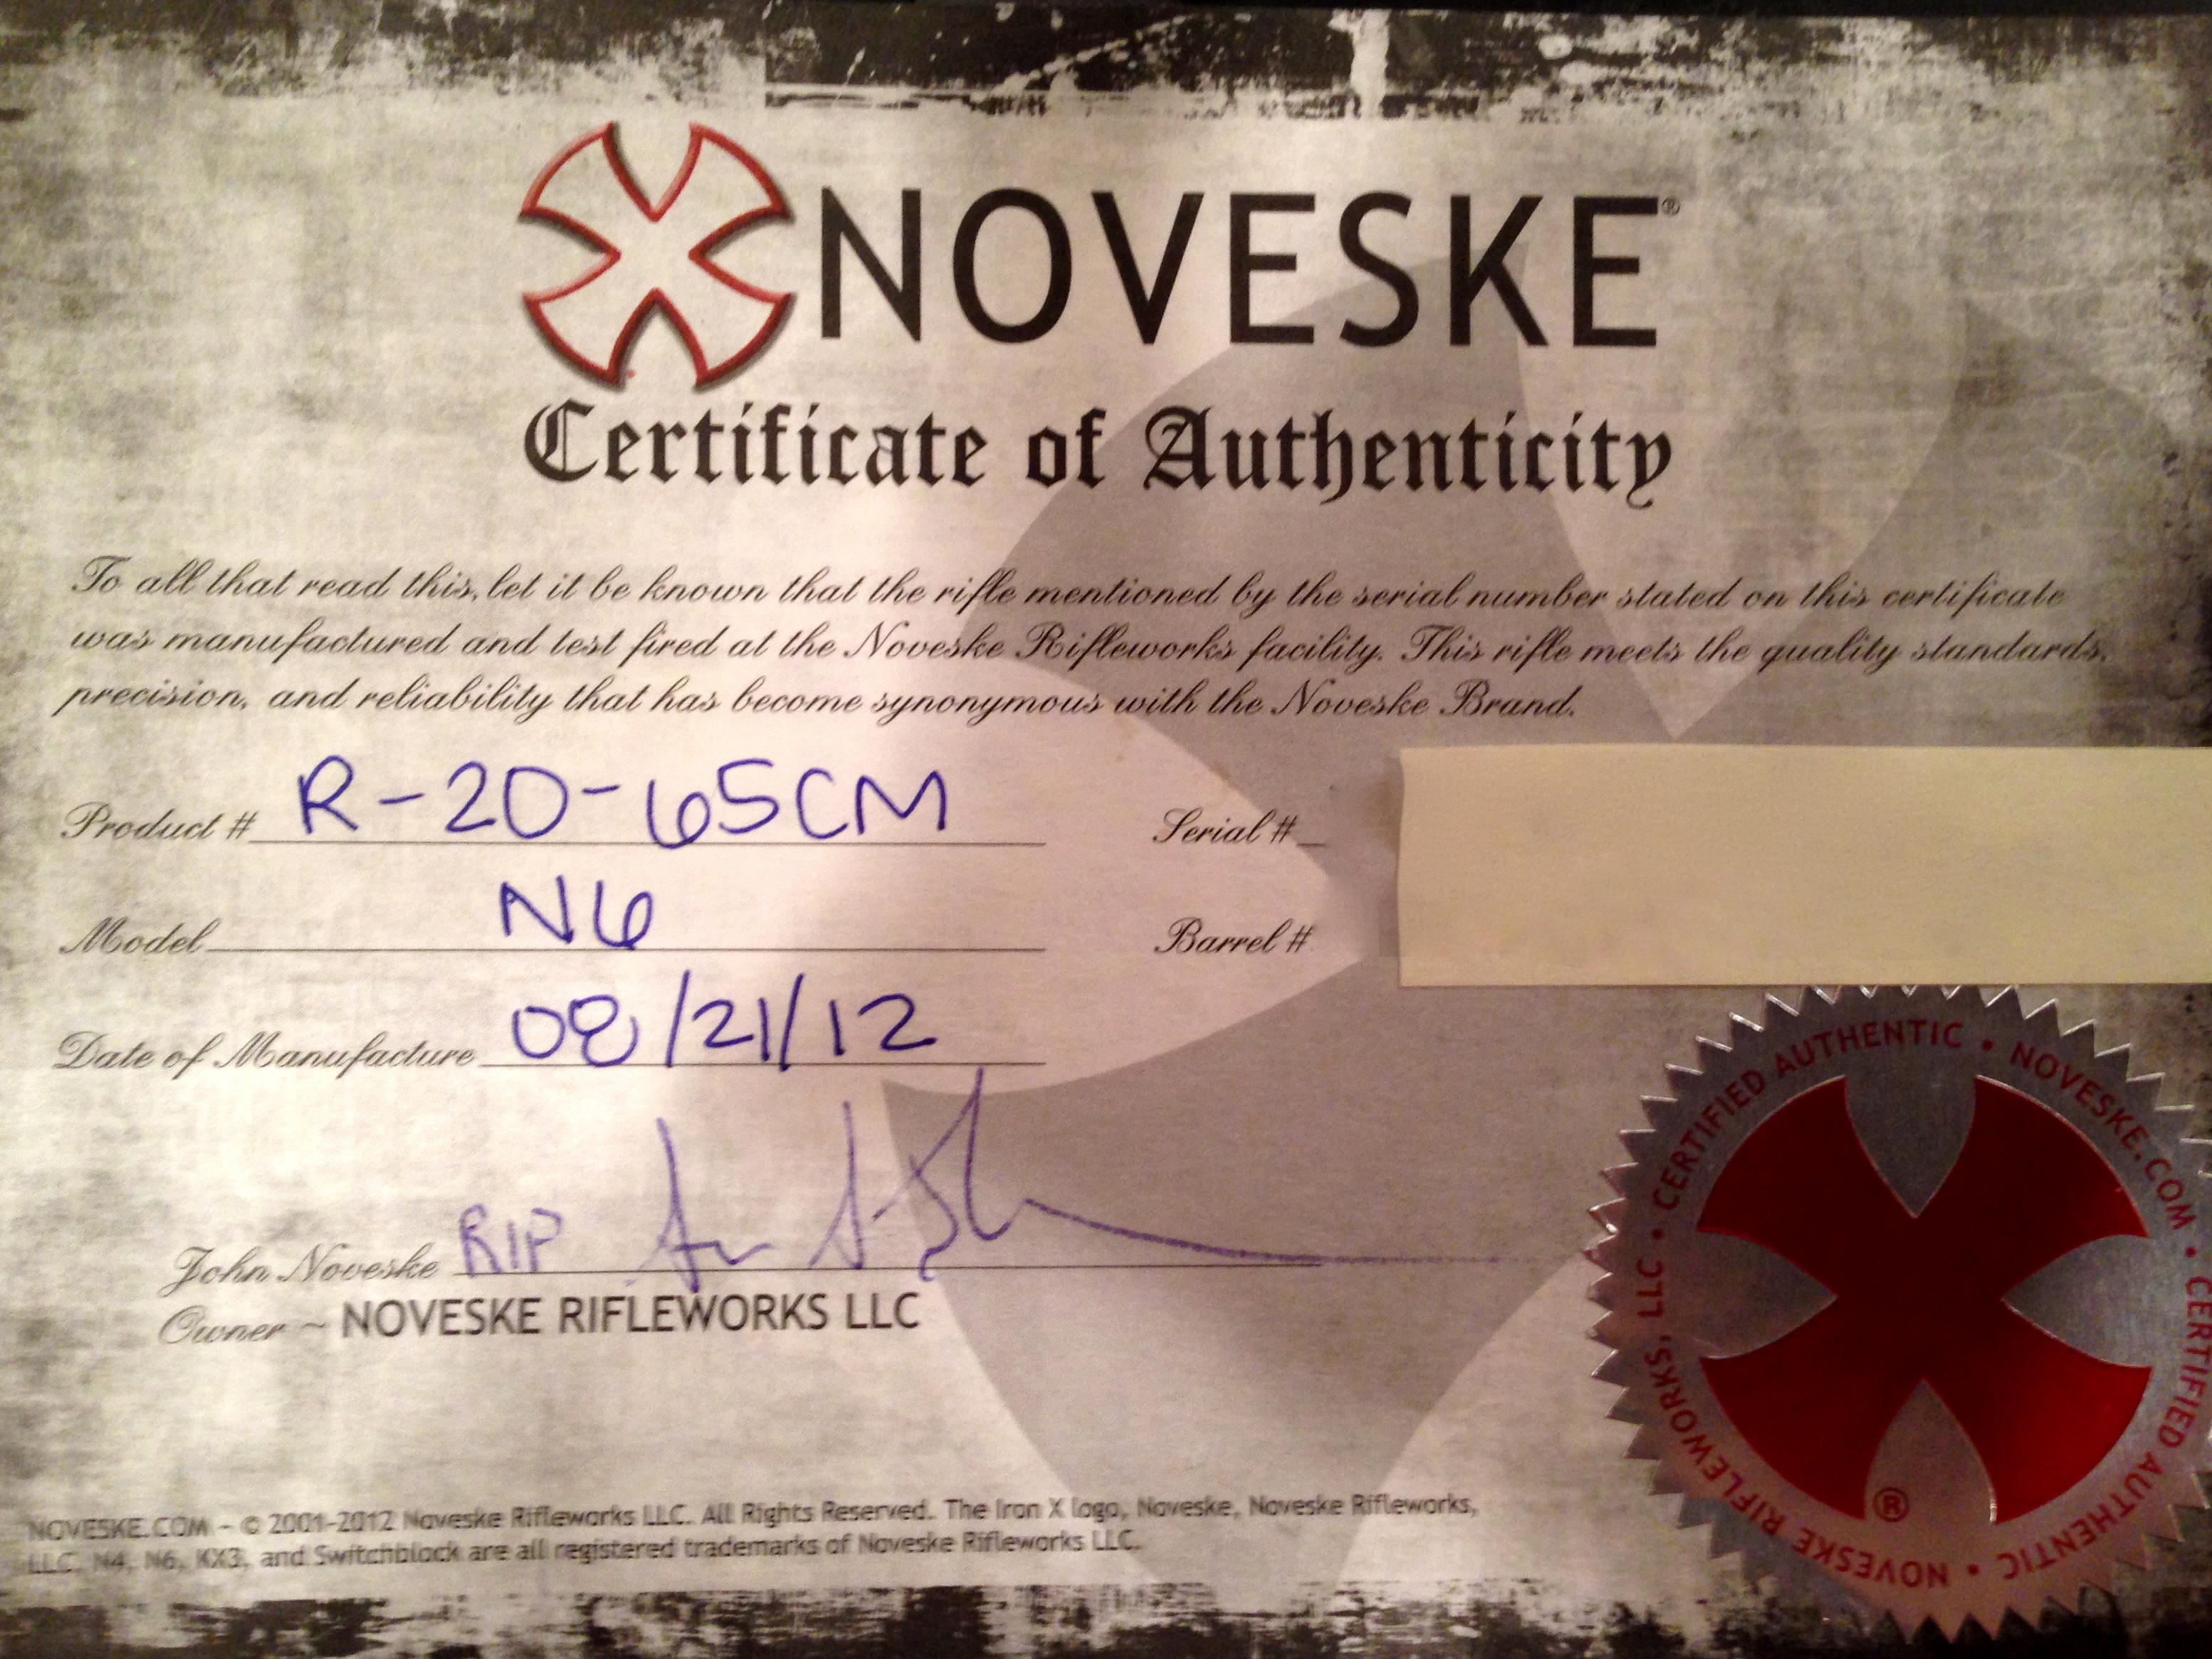 NOVESKE®
Certificate of Authenticity
To all that read this, let it be known that the rifle mentioned by the serial number stated on this certificate
was manufactured and test fired at the Noveske Rifleworks facility. This rifle meets the quality standards,
precision, and reliability that has become synonymous with the Noveske Brand.
Product # R-20-65CM
Serial #
Model N6
Barrel #
Date of Manufacture 08/21/12
John Noveske RIP
Owner ~ NOVESKE RIFLEWORKS LLC
CERTIFIED AUTHENTIC • NOVESKE.COM • CERTIFIED AUTHENTIC • NOVESKE RIFLEWORKS, LLC •
®
NOVESKE.COM - © 2001-2012 Noveske Rifleworks LLC. All Rights Reserved. The Iron X logo, Noveske, Noveske Rifleworks,
LLC, N4, N6, KX3, and Switchblock are all registered trademarks of Noveske Rifleworks LLC.